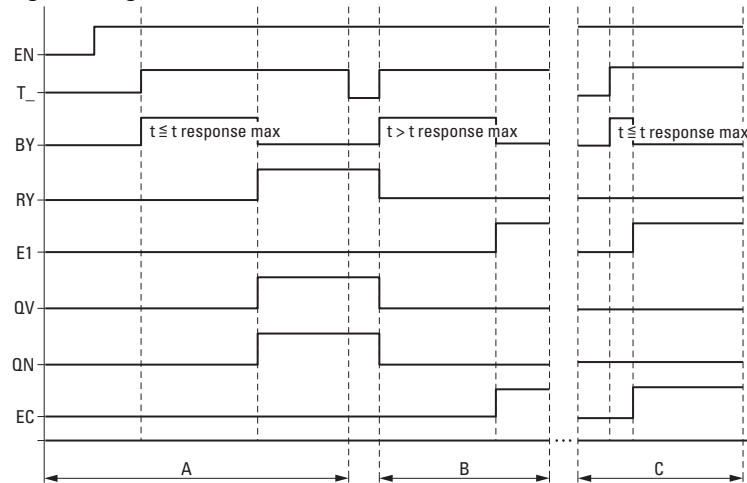 EN
T_
BY
t ≦ t response max
t > t response max
t ≦ t response max
RY
E1
QV
QN
EC
...
A
B
C